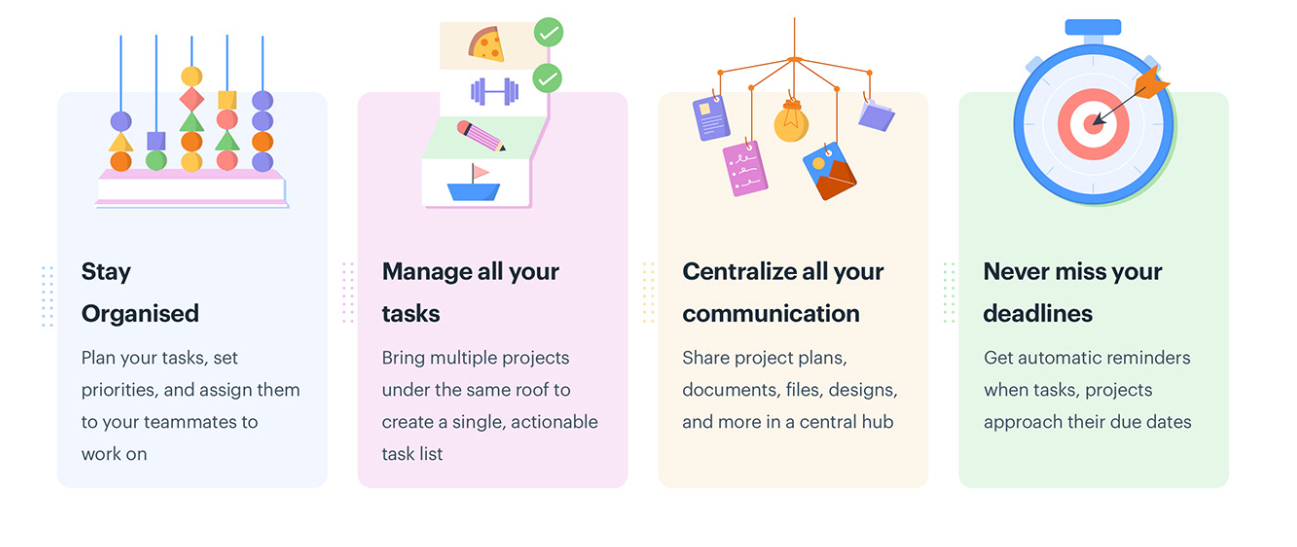 Stay
Organised
Plan your tasks, set
priorities, and assign them
to your teammates to
work on
Manage all your
tasks
Bring multiple projects
under the same roof to
create a single, actionable
task list
Centralize all your
communication
Share project plans,
documents, files, designs,
and more in a central hub
Never miss your
deadlines
Get automatic reminders
when tasks, projects
approach their due dates